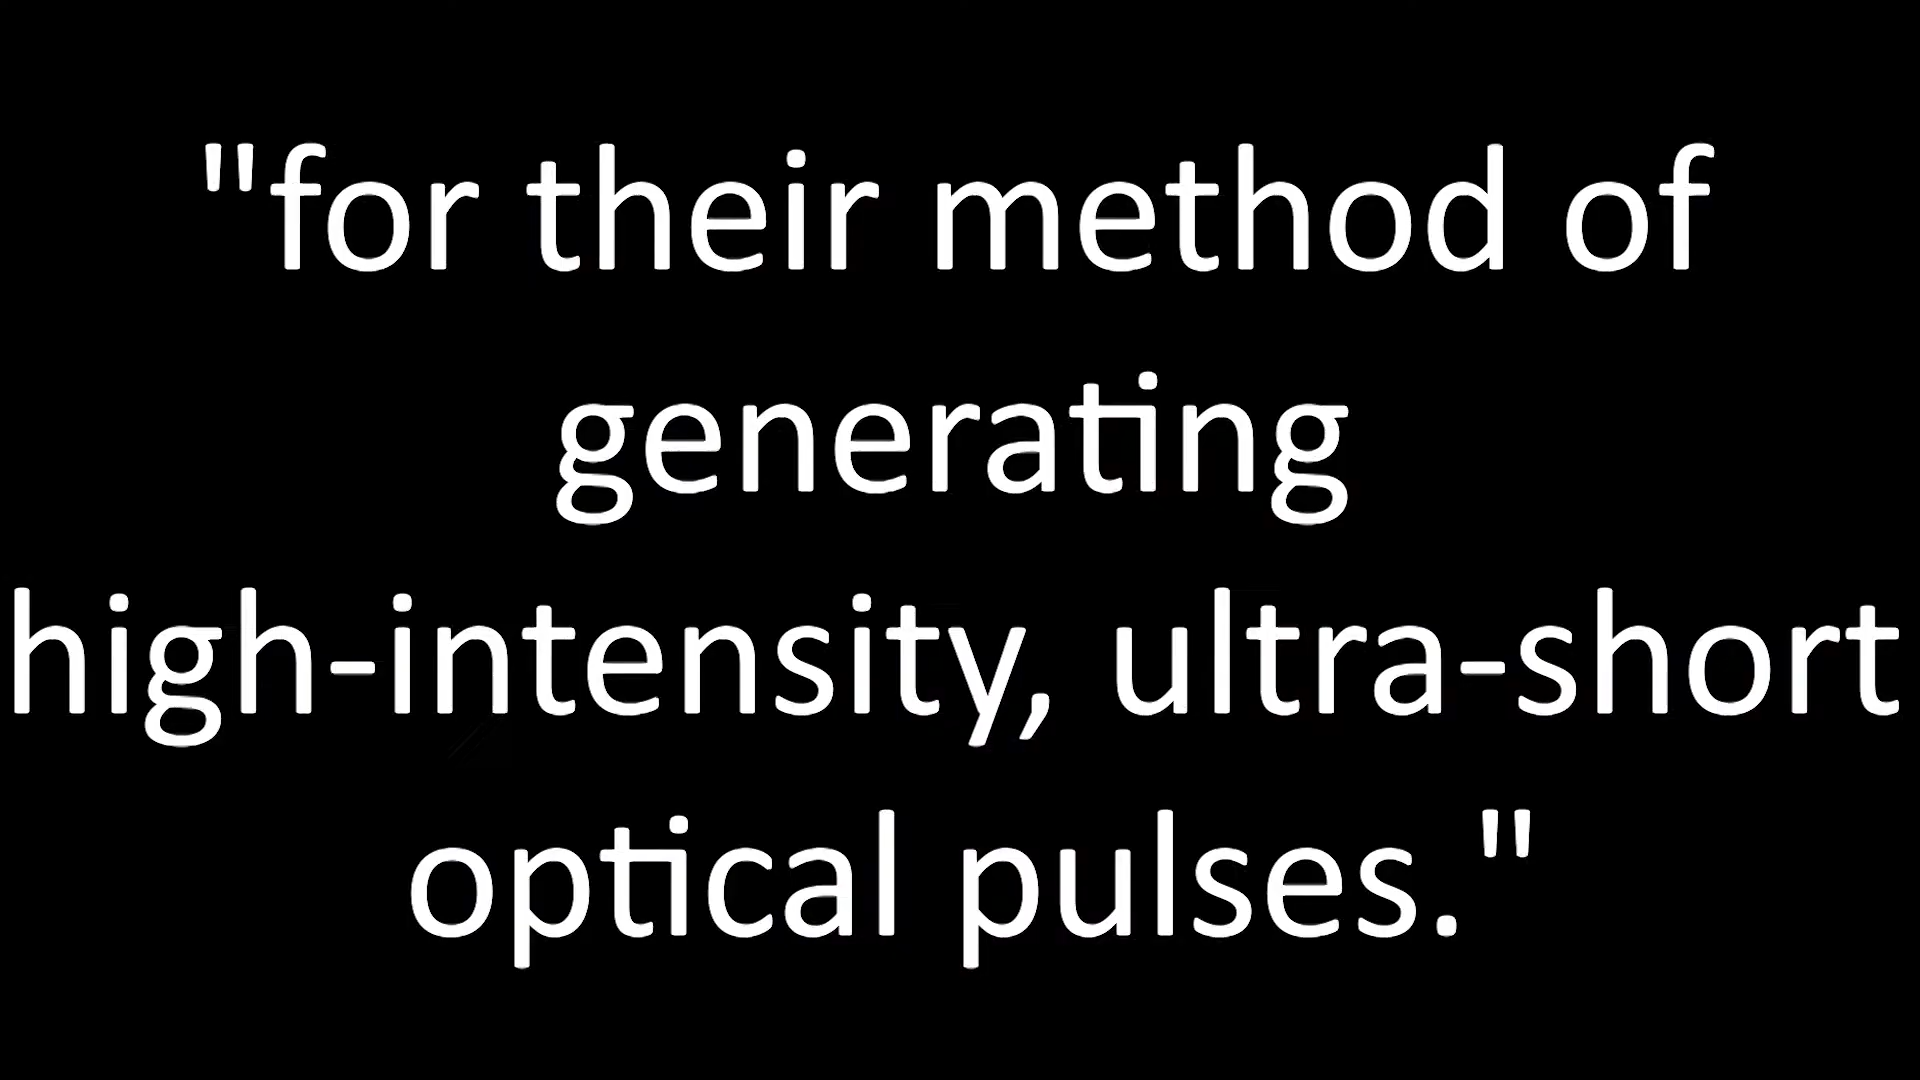 "for their method of
generating
high-intensity, ultra-short
optical pulses."